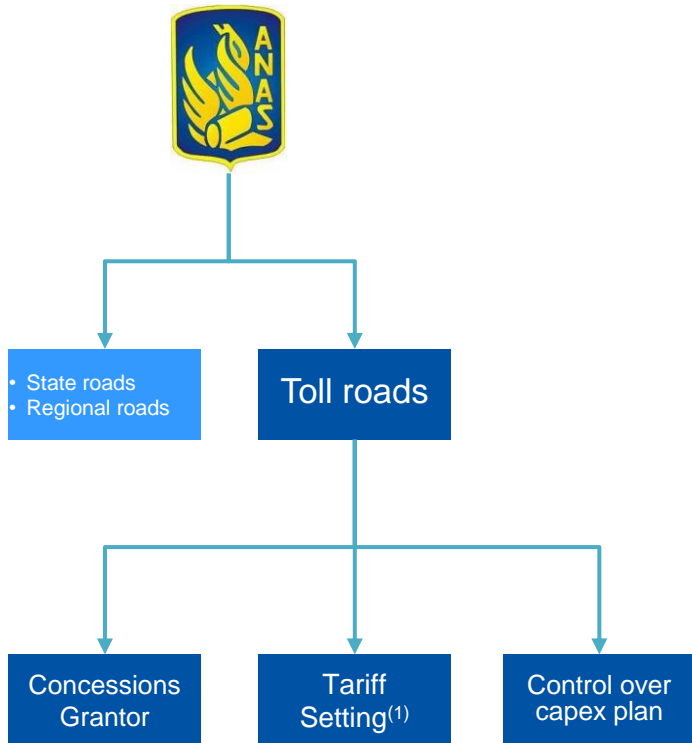 ANAS
• State roads
• Regional roads
Toll roads
Concessions
Grantor
Tariff
Setting(1)
Control over
capex plan